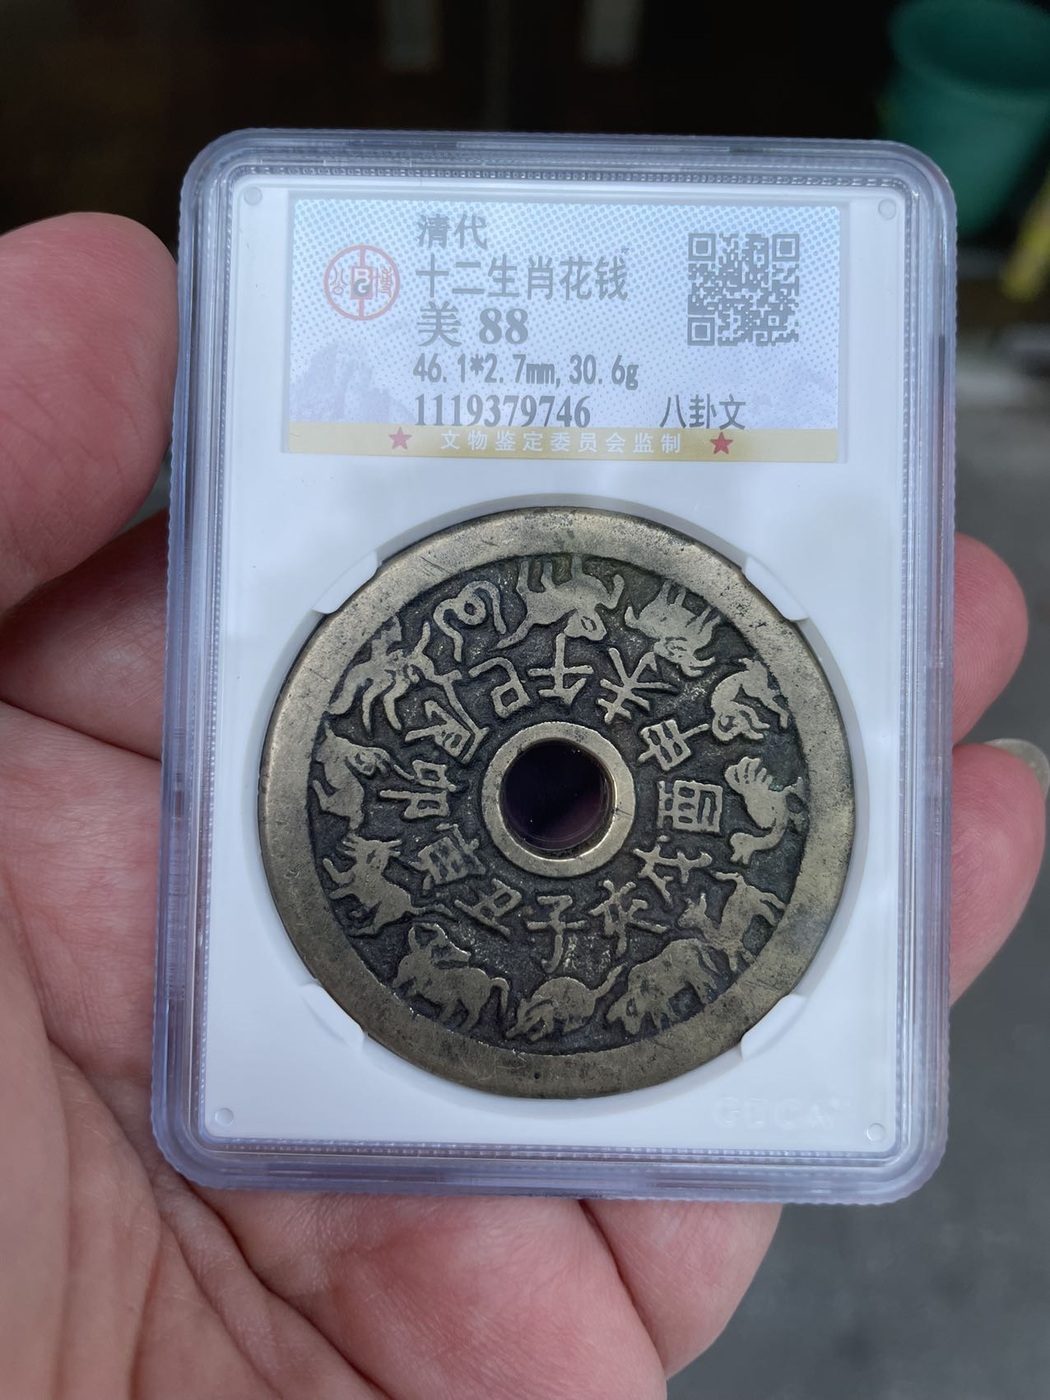 清代
十二生肖花钱
美 88
46.1*2.7mm,30.6g
1119379746 八卦文
★ 文物鉴定委员会监制 ★
子丑寅卯辰巳午未申酉戌亥